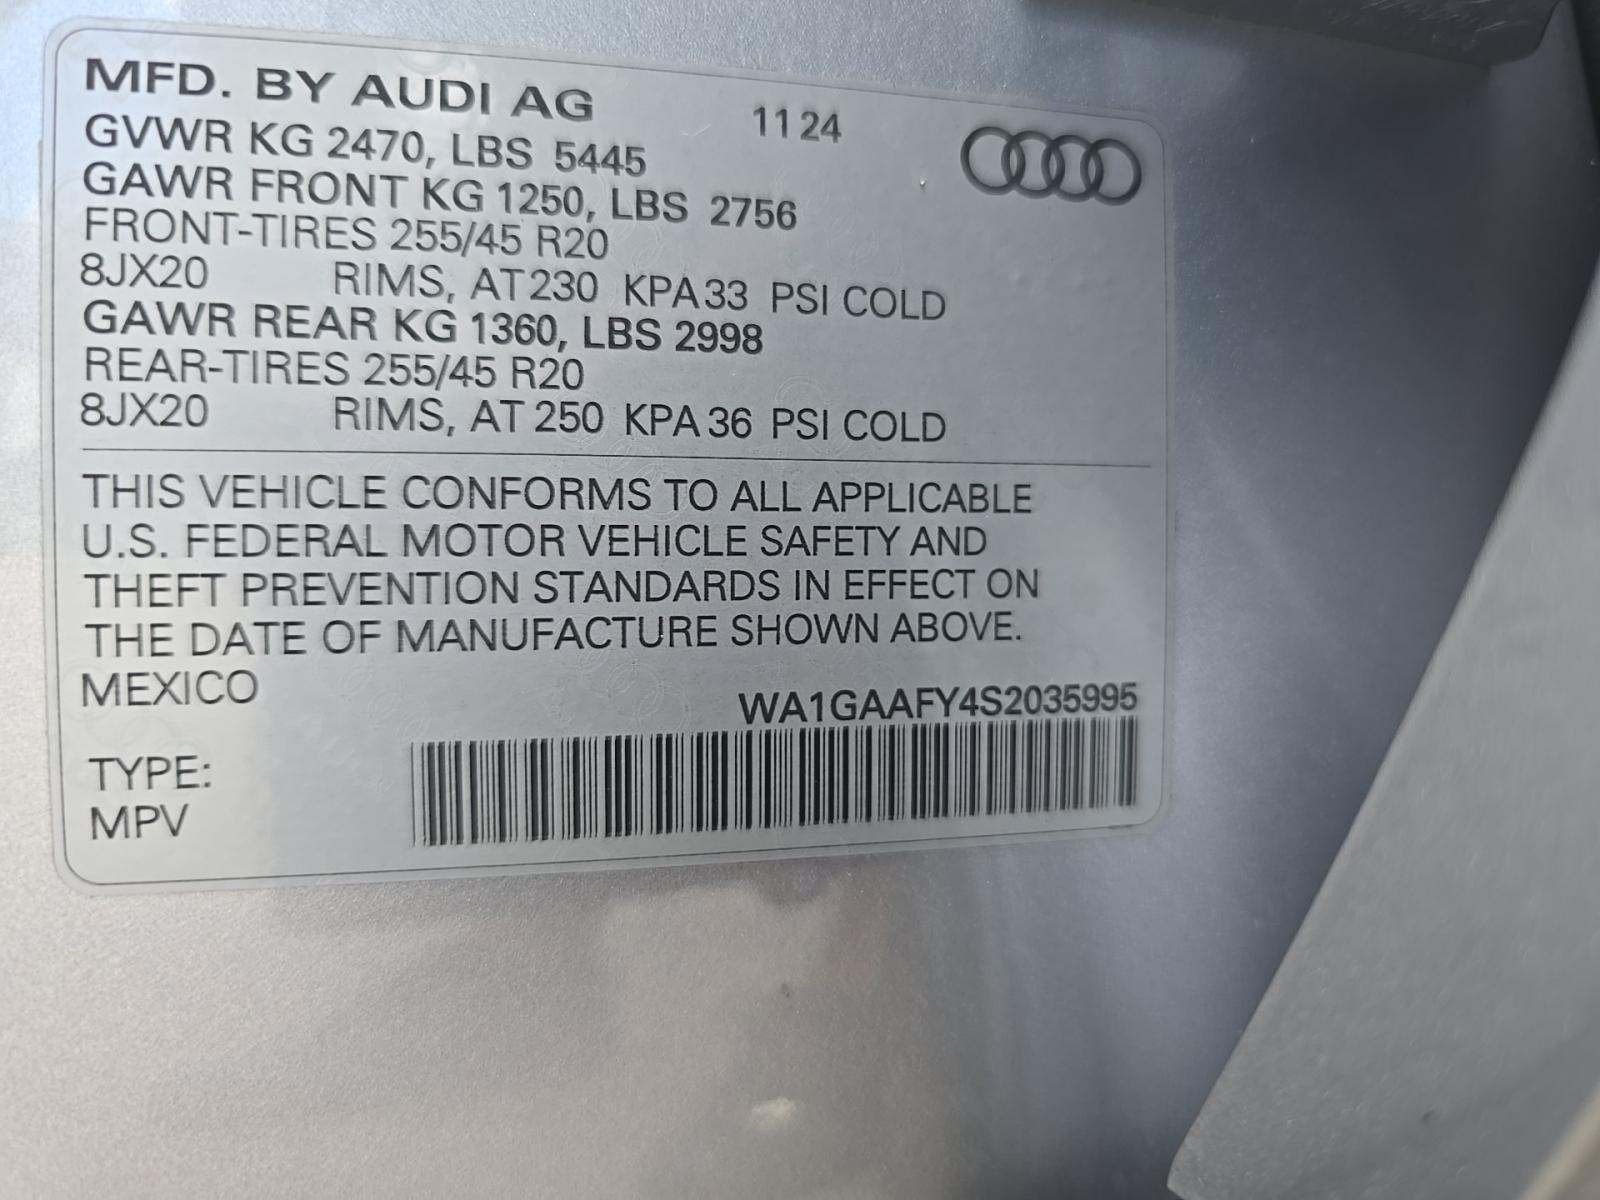 MFD. BY AUDI AG 11 24
GVWR KG 2470, LBS 5445
GAWR FRONT KG 1250, LBS 2756
FRONT-TIRES 255/45 R20
8JX20 RIMS, AT 230 KPA 33 PSI COLD
GAWR REAR KG 1360, LBS 2998
REAR-TIRES 255/45 R20
8JX20 RIMS, AT 250 KPA 36 PSI COLD
THIS VEHICLE CONFORMS TO ALL APPLICABLE
U.S. FEDERAL MOTOR VEHICLE SAFETY AND
THEFT PREVENTION STANDARDS IN EFFECT ON
THE DATE OF MANUFACTURE SHOWN ABOVE.
MEXICO WA1GAAFY4S2035995
TYPE:
MPV